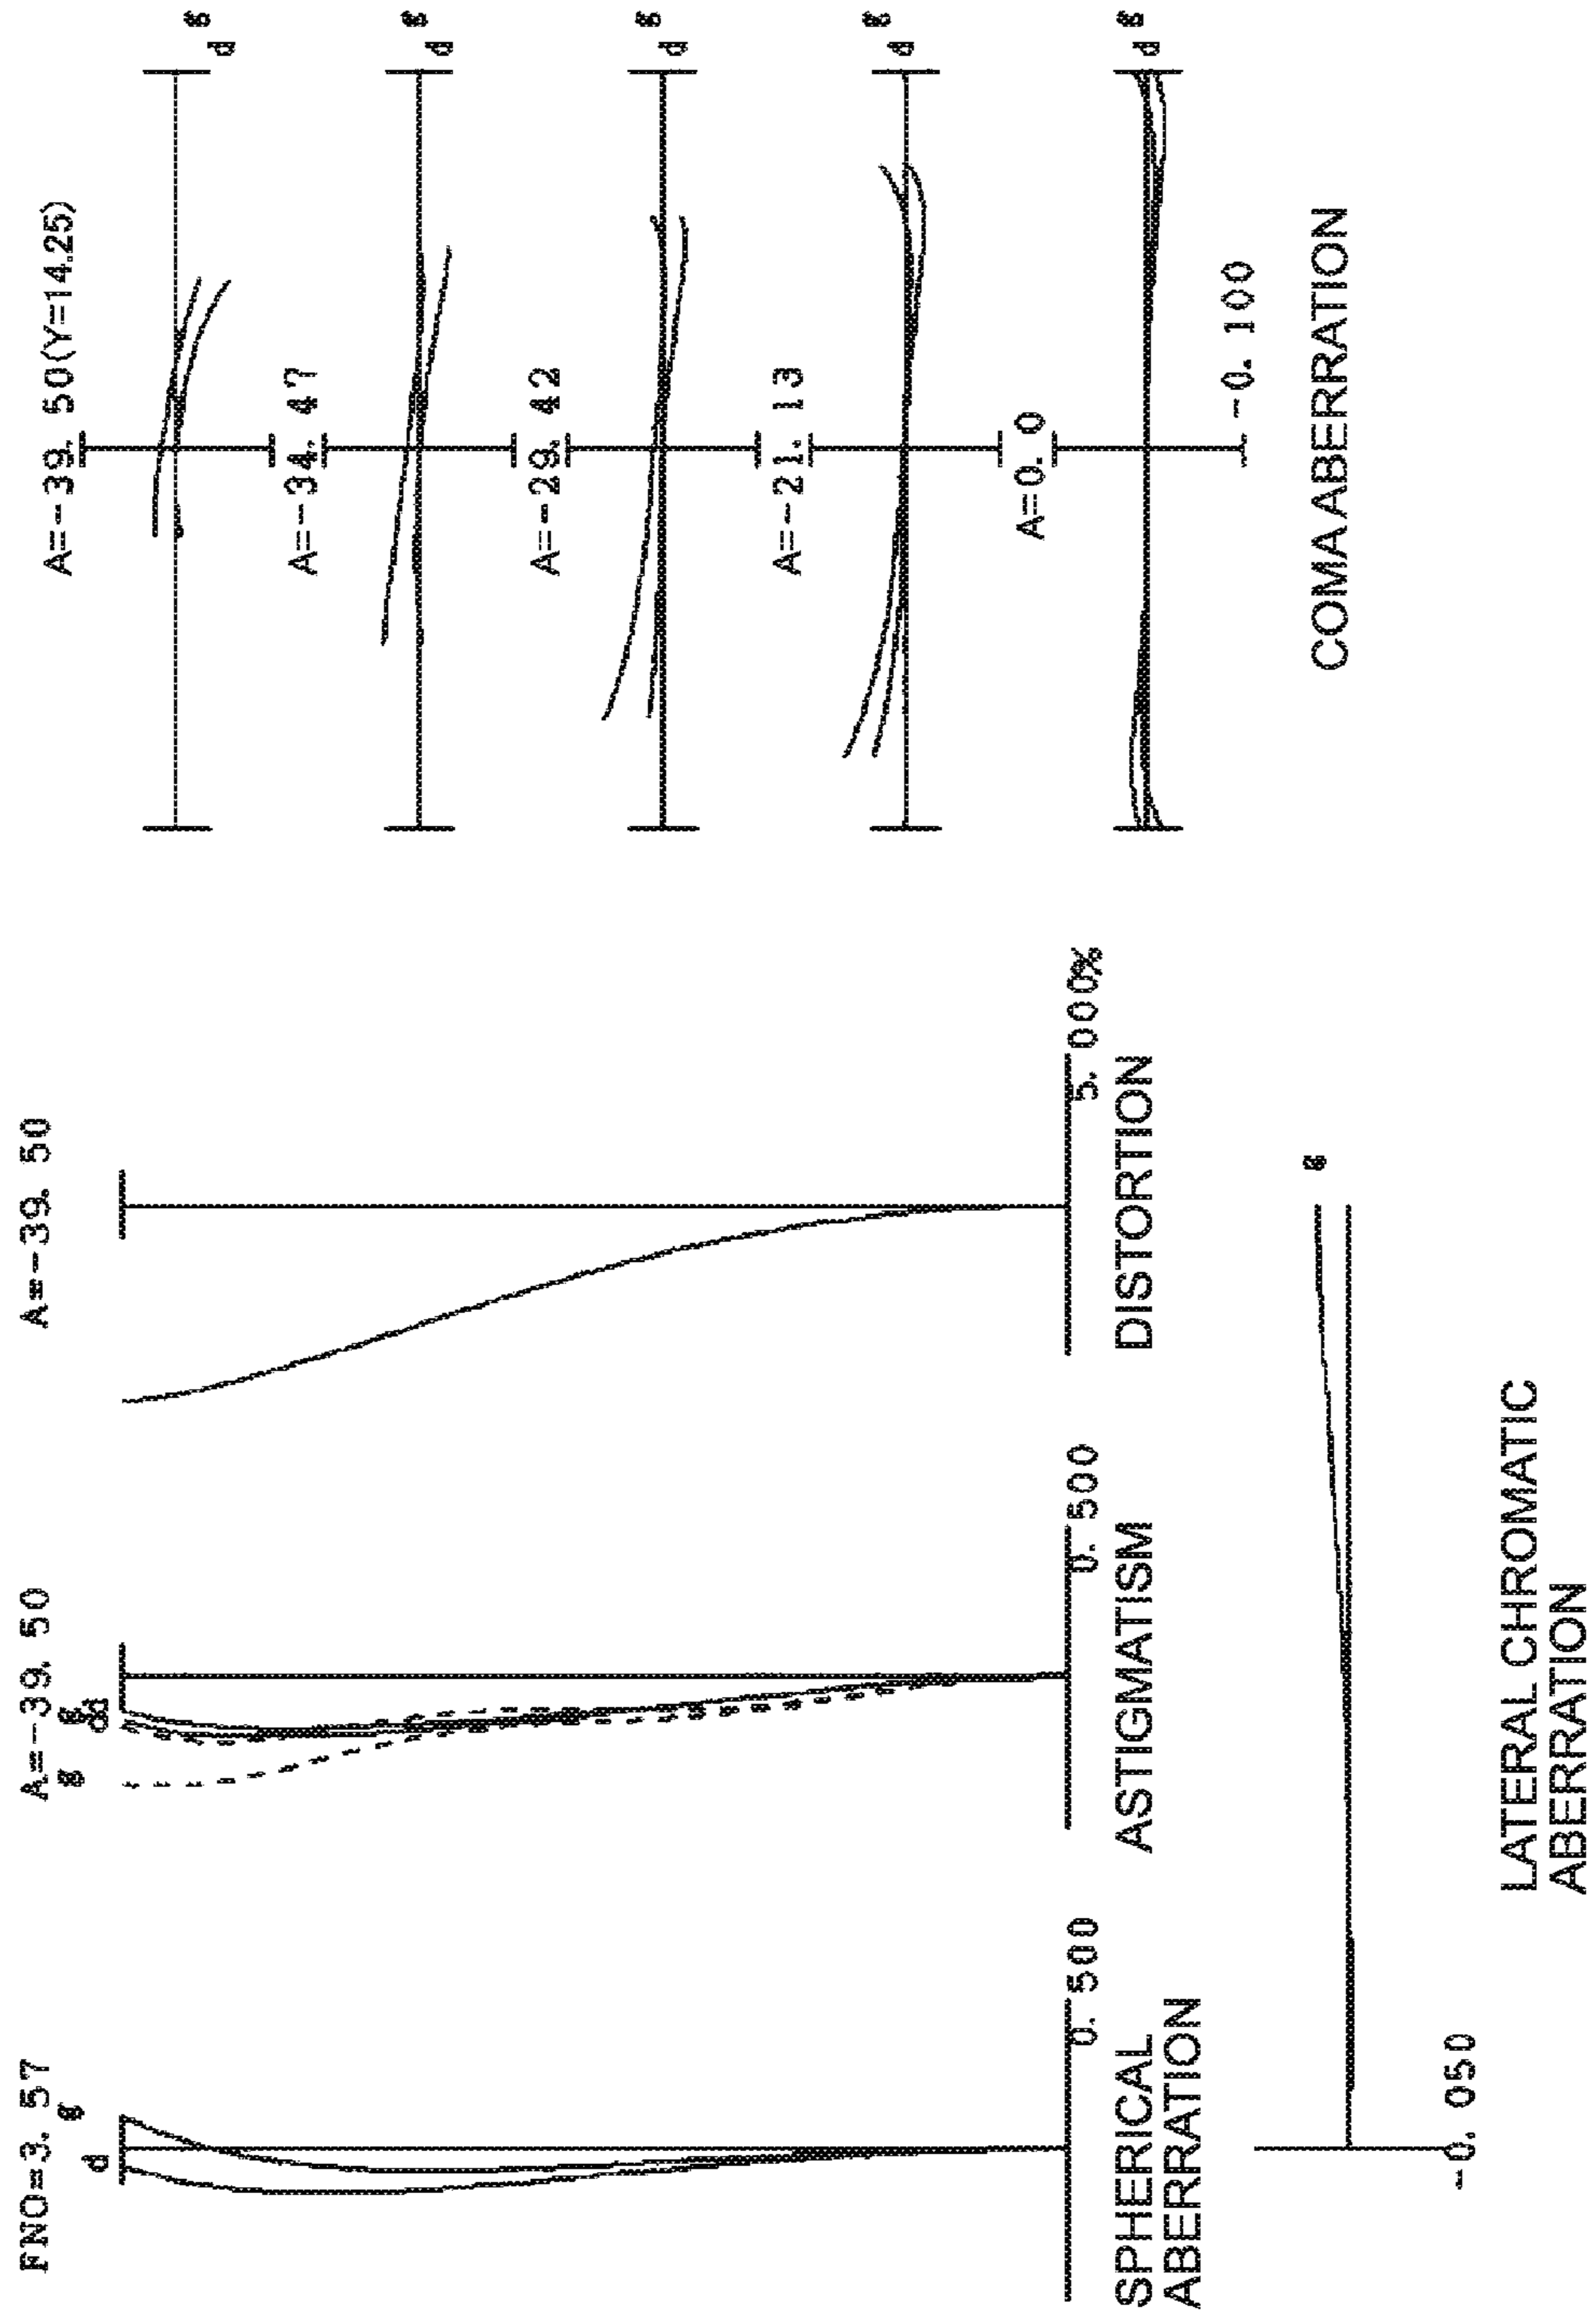 FNO=3. 57
g
d
0. 500
SPHERICAL
ABERRATION
A=-39. 50
g
g
dd
0. 500
ASTIGMATISM
A=-39. 50
5. 000%
DISTORTION
g
-0. 050
LATERAL CHROMATIC
ABERRATION
A=-39. 50(Y=14.25)
g
d
A=-34. 47
g
d
A=-29. 42
g
d
A=-21. 13
g
d
A=0. 0
g
d
-0. 100
COMA ABERRATION